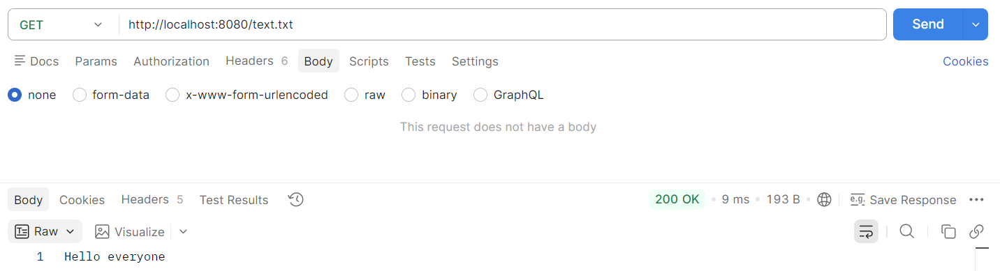 GET http://localhost:8080/text.txt Send
Docs Params Authorization Headers 6 Body Scripts Tests Settings Cookies
none form-data x-www-form-urlencoded raw binary GraphQL
This request does not have a body
Body Cookies Headers 5 Test Results 200 OK 9 ms 193 B e.g. Save Response
Raw Visualize
1 Hello everyone